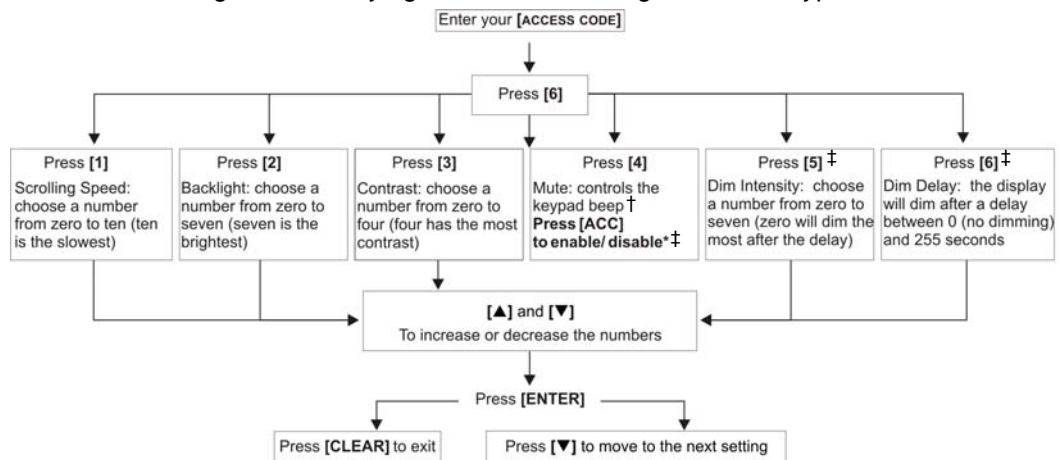 Enter your [ACCESS CODE]
Press [6]
Press [1]
Scrolling Speed:
choose a number
from zero to ten (ten
is the slowest)
Press [2]
Backlight: choose a
number from zero to
seven (seven is the
brightest)
Press [3]
Contrast: choose a
number from zero to
four (four has the most
contrast)
Press [4]
Mute: controls the
keypad beep†
Press [ACC]
to enable/ disable*‡
Press [5]‡
Dim Intensity: choose
a number from zero to
seven (zero will dim the
most after the delay)
Press [6]‡
Dim Delay: the display
will dim after a delay
between 0 (no dimming)
and 255 seconds
[▲] and [▼]
To increase or decrease the numbers
Press [ENTER]
Press [CLEAR] to exit
Press [▼] to move to the next setting